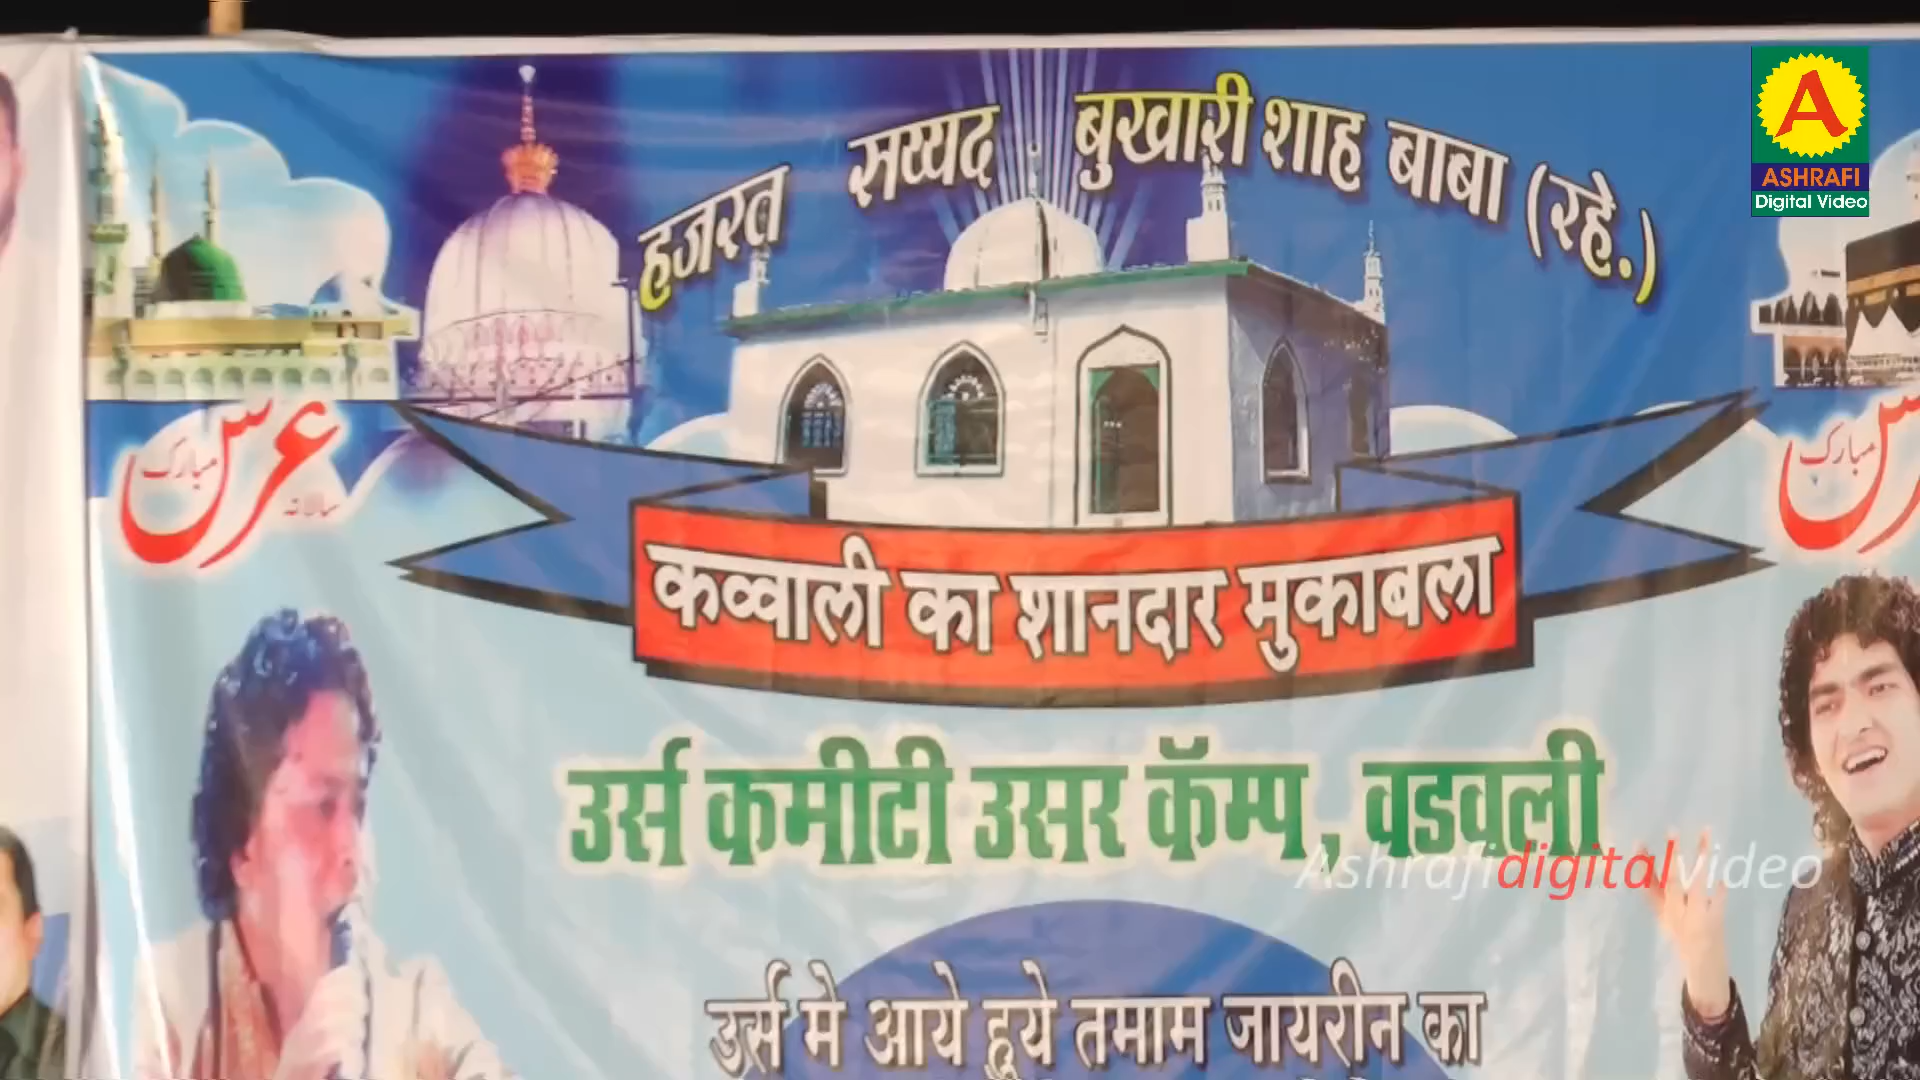 हजरत सय्यद बुखारी शाह बाबा (रहे.)
A
ASHRAFI
Digital Video
عرس
مبارک
سالانہ
مبارک
कव्वाली का शानदार मुकाबला
उर्स कमीटी उसर कॅम्प, वडवली
Ashrafidigitalvideo
उर्स मे आये हुये तमाम जायरीन का